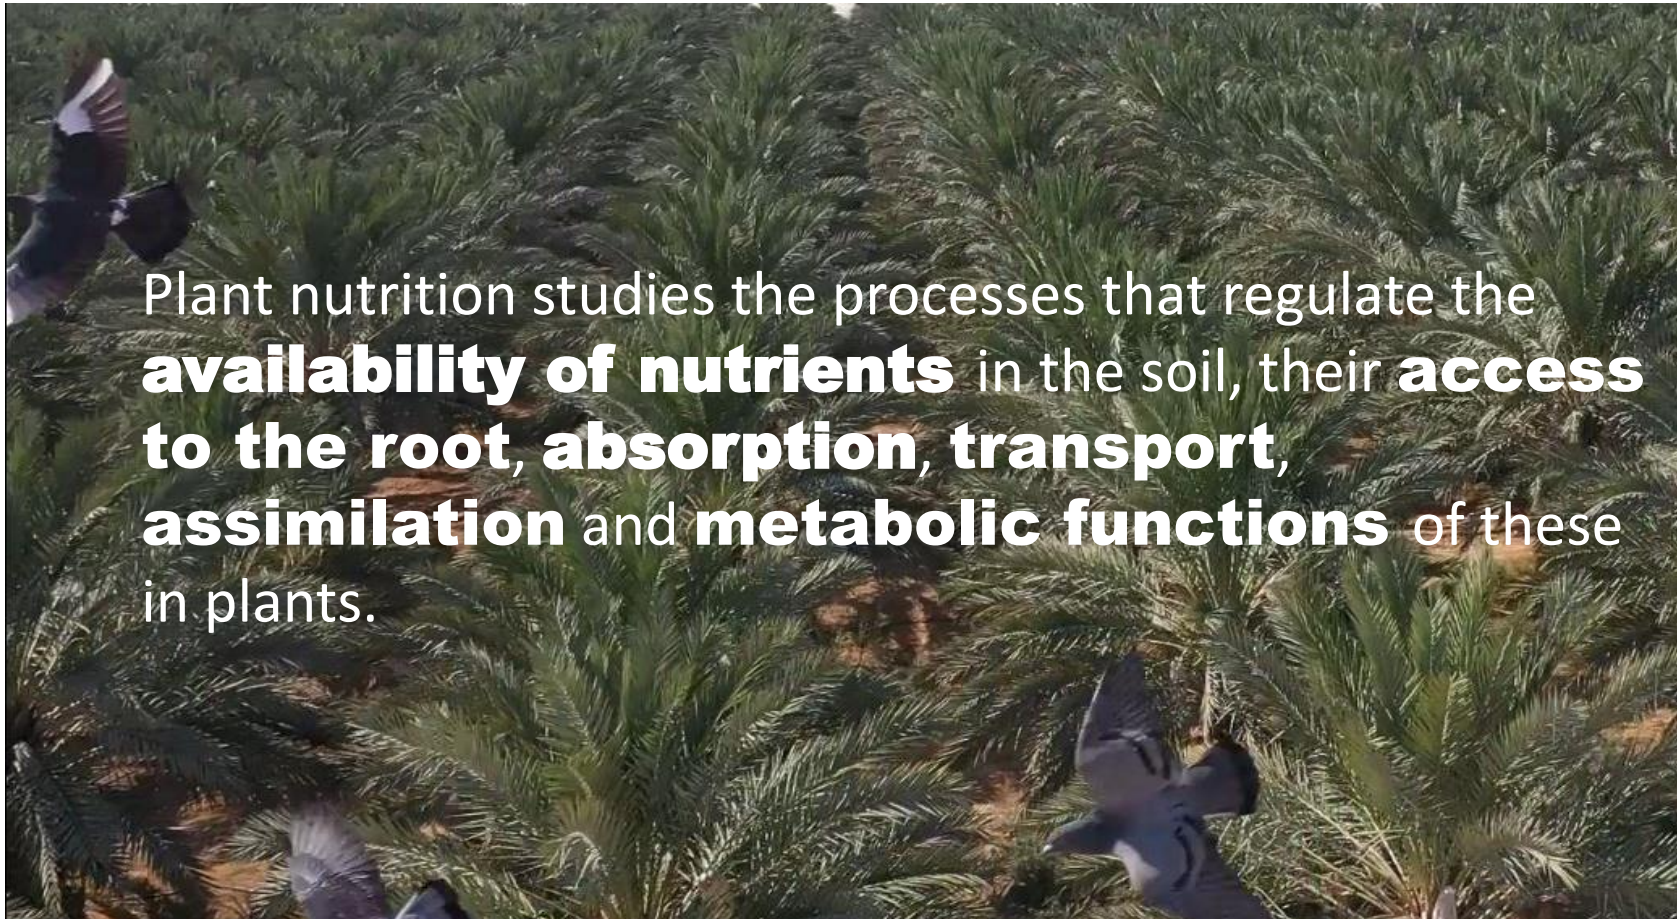 Plant nutrition studies the processes that regulate the
availability of nutrients in the soil, their access
to the root, absorption, transport,
assimilation and metabolic functions of these
in plants.